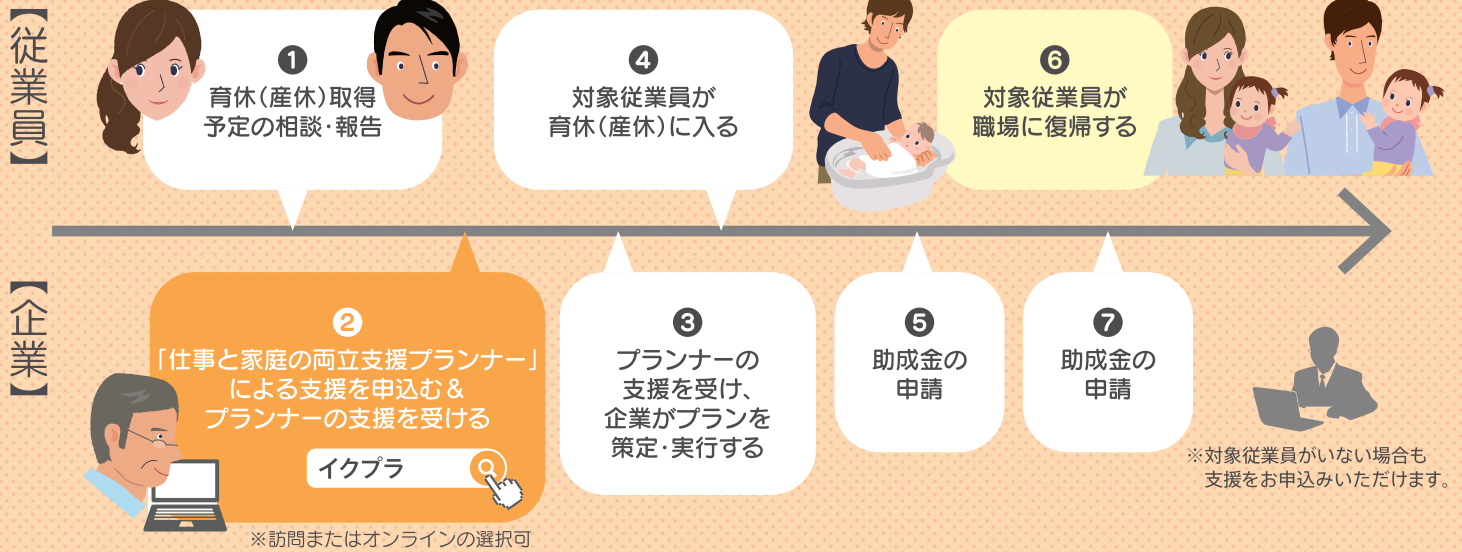 【従業員】
❶
育休(産休)取得
予定の相談・報告
❹
対象従業員が
育休(産休)に入る
❻
対象従業員が
職場に復帰する
【企業】
❷
「仕事と家庭の両立支援プランナー」
による支援を申込む&
プランナーの支援を受ける
イクプラ
※訪問またはオンラインの選択可
❸
プランナーの
支援を受け、
企業がプランを
策定・実行する
❺
助成金の
申請
❼
助成金の
申請
※対象従業員がいない場合も
支援をお申込みいただけます。